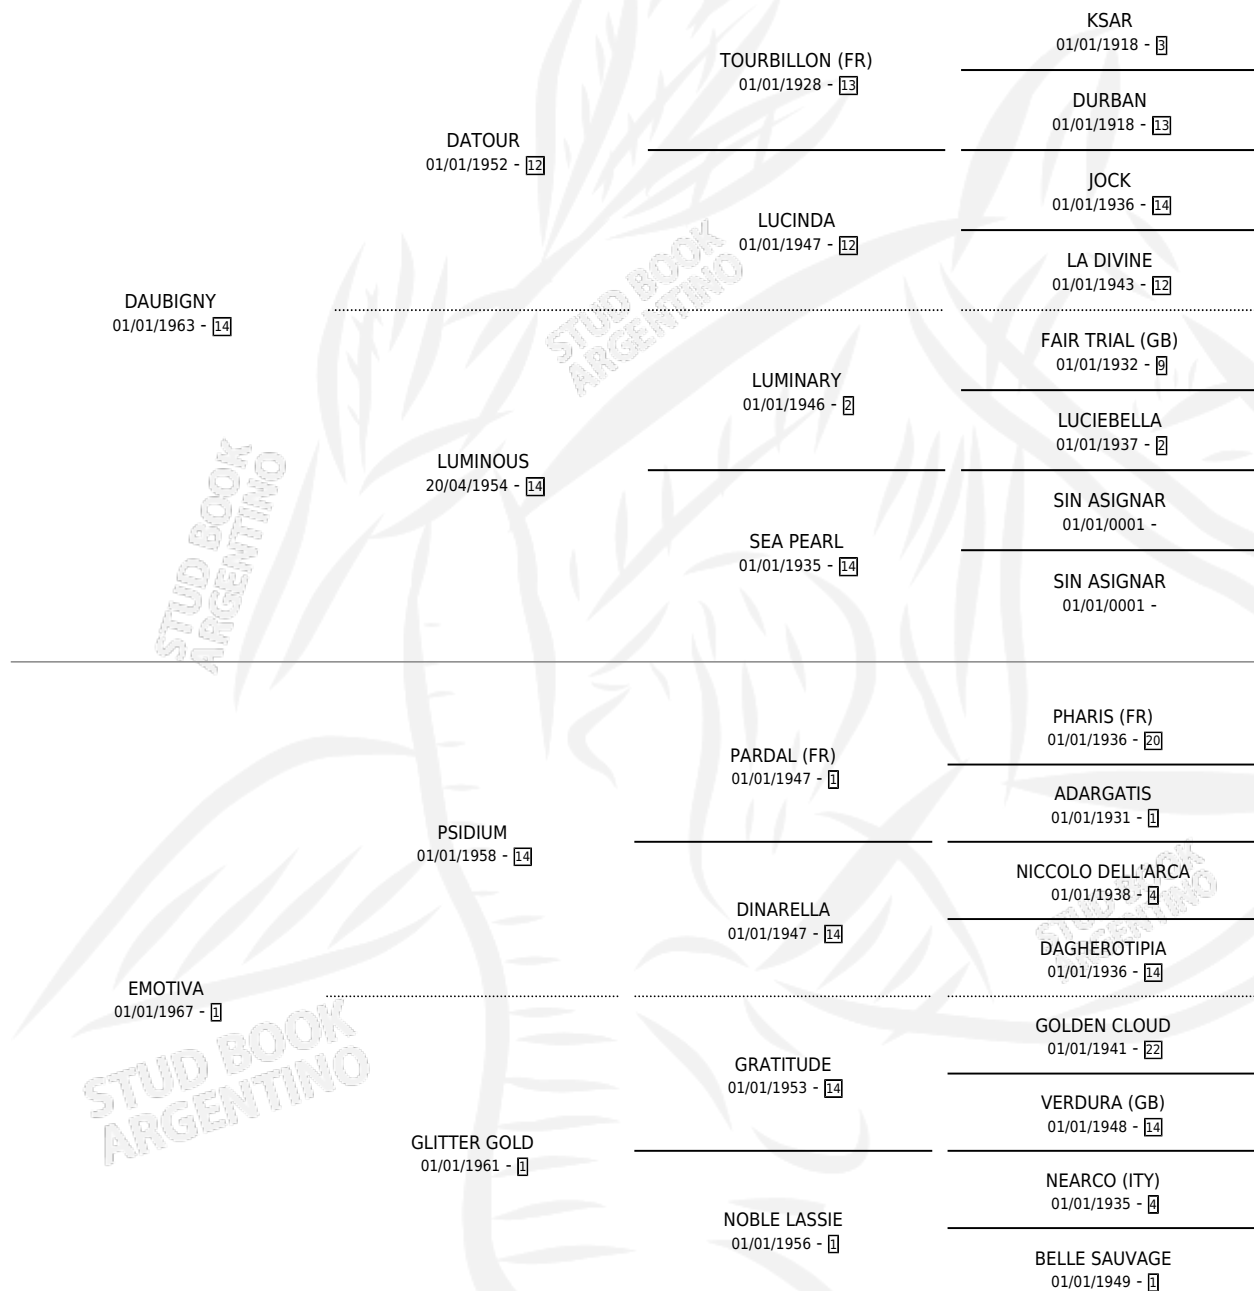 KSAR
01/01/1918 - 3
TOURBILLON (FR)
01/01/1928 - 13
DURBAN
01/01/1918 - 13
DATOUR
01/01/1952 - 12
JOCK
01/01/1936 - 14
LUCINDA
01/01/1947 - 12
LA DIVINE
01/01/1943 - 12
DAUBIGNY
01/01/1963 - 14
FAIR TRIAL (GB)
01/01/1932 - 9
LUMINARY
01/01/1946 - 2
LUCIEBELLA
01/01/1937 - 2
LUMINOUS
20/04/1954 - 14
SIN ASIGNAR
01/01/0001 -
SEA PEARL
01/01/1935 - 14
SIN ASIGNAR
01/01/0001 -
PHARIS (FR)
01/01/1936 - 20
PARDAL (FR)
01/01/1947 - 1
ADARGATIS
01/01/1931 - 1
PSIDIUM
01/01/1958 - 14
NICCOLO DELL'ARCA
01/01/1938 - 4
DINARELLA
01/01/1947 - 14
DAGHEROTIPIA
01/01/1936 - 14
EMOTIVA
01/01/1967 - 1
GOLDEN CLOUD
01/01/1941 - 22
GRATITUDE
01/01/1953 - 14
VERDURA (GB)
01/01/1948 - 14
GLITTER GOLD
01/01/1961 - 1
NEARCO (ITY)
01/01/1935 - 4
NOBLE LASSIE
01/01/1956 - 1
BELLE SAUVAGE
01/01/1949 - 1
STUD BOOK
ARGENTINO
STUD BOOK
ARGENTINO
STUD BOOK
ARGENTINO
STUD BOOK
ARGENTINO